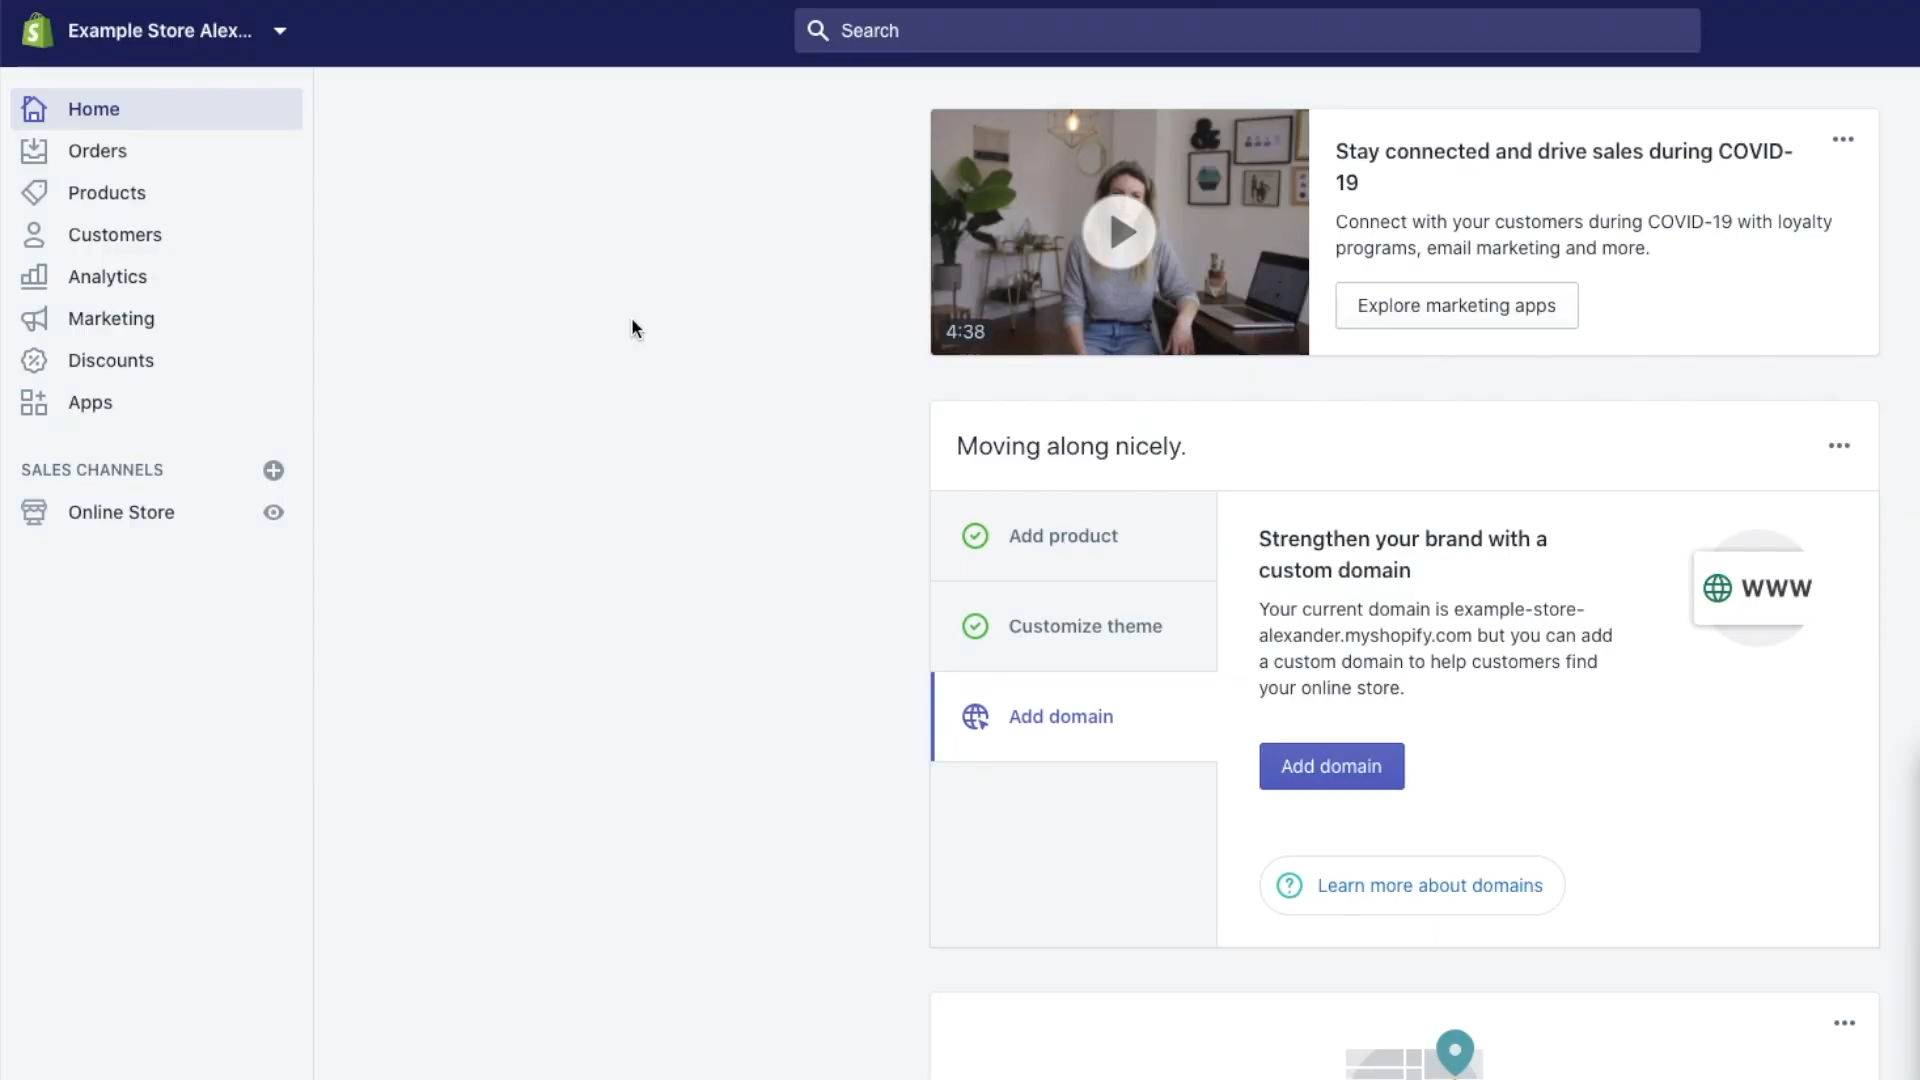 Example Store Alex...
Search
Home
Orders
Products
Customers
Analytics
Marketing
Discounts
Apps
SALES CHANNELS
Online Store
4:38
Stay connected and drive sales during COVID-
19
Connect with your customers during COVID-19 with loyalty
programs, email marketing and more.
Explore marketing apps
Moving along nicely.
Add product
Customize theme
Add domain
Strengthen your brand with a
custom domain
Your current domain is example-store-
alexander.myshopify.com but you can add
a custom domain to help customers find
your online store.
WWW
Add domain
Learn more about domains